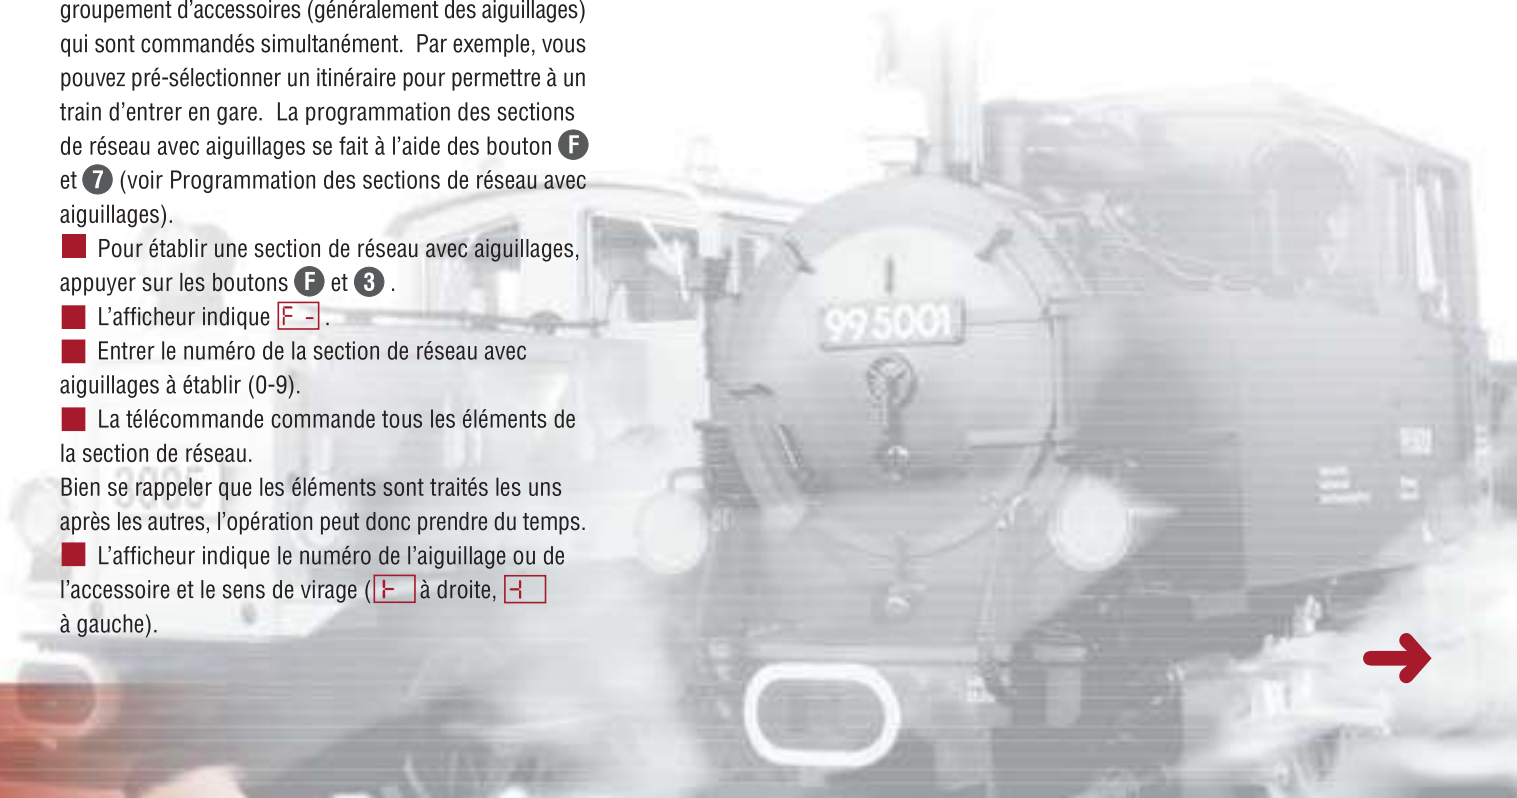 groupement d’accessoires (généralement des aiguillages)
qui sont commandés simultanément. Par exemple, vous
pouvez pré-sélectionner un itinéraire pour permettre à un
train d’entrer en gare. La programmation des sections
de réseau avec aiguillages se fait à l’aide des bouton F
et 7 (voir Programmation des sections de réseau avec
aiguillages).
Pour établir une section de réseau avec aiguillages,
appuyer sur les boutons F et 3 .
L’afficheur indique F - .
Entrer le numéro de la section de réseau avec
aiguillages à établir (0-9).
La télécommande commande tous les éléments de
la section de réseau.
Bien se rappeler que les éléments sont traités les uns
après les autres, l’opération peut donc prendre du temps.
L’afficheur indique le numéro de l’aiguillage ou de
l’accessoire et le sens de virage ( à droite,
à gauche).
995001